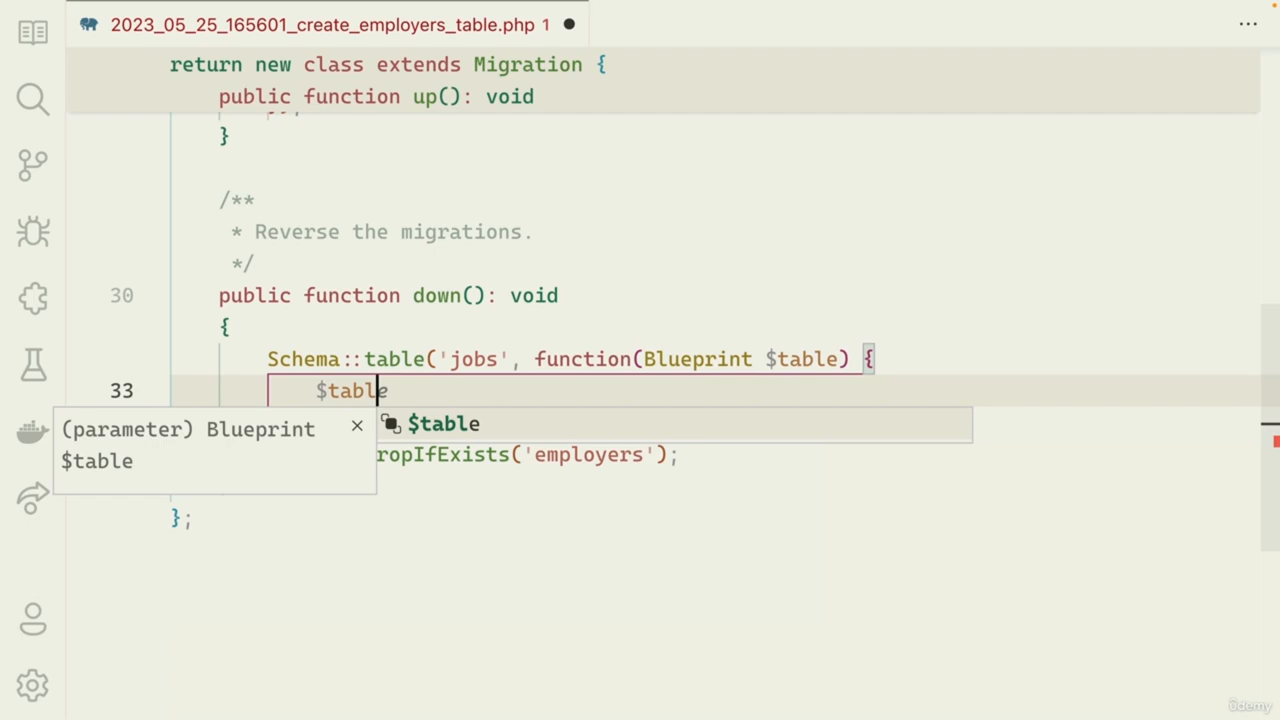 2023_05_25_165601_create_employers_table.php 1
return new class extends Migration {
public function up(): void
}
/**
* Reverse the migrations.
*/
30 public function down(): void
{
Schema::table('jobs', function(Blueprint $table) {
33 $table
(parameter) Blueprint
$table
$table
ropIfExists('employers');
};
ûdemy